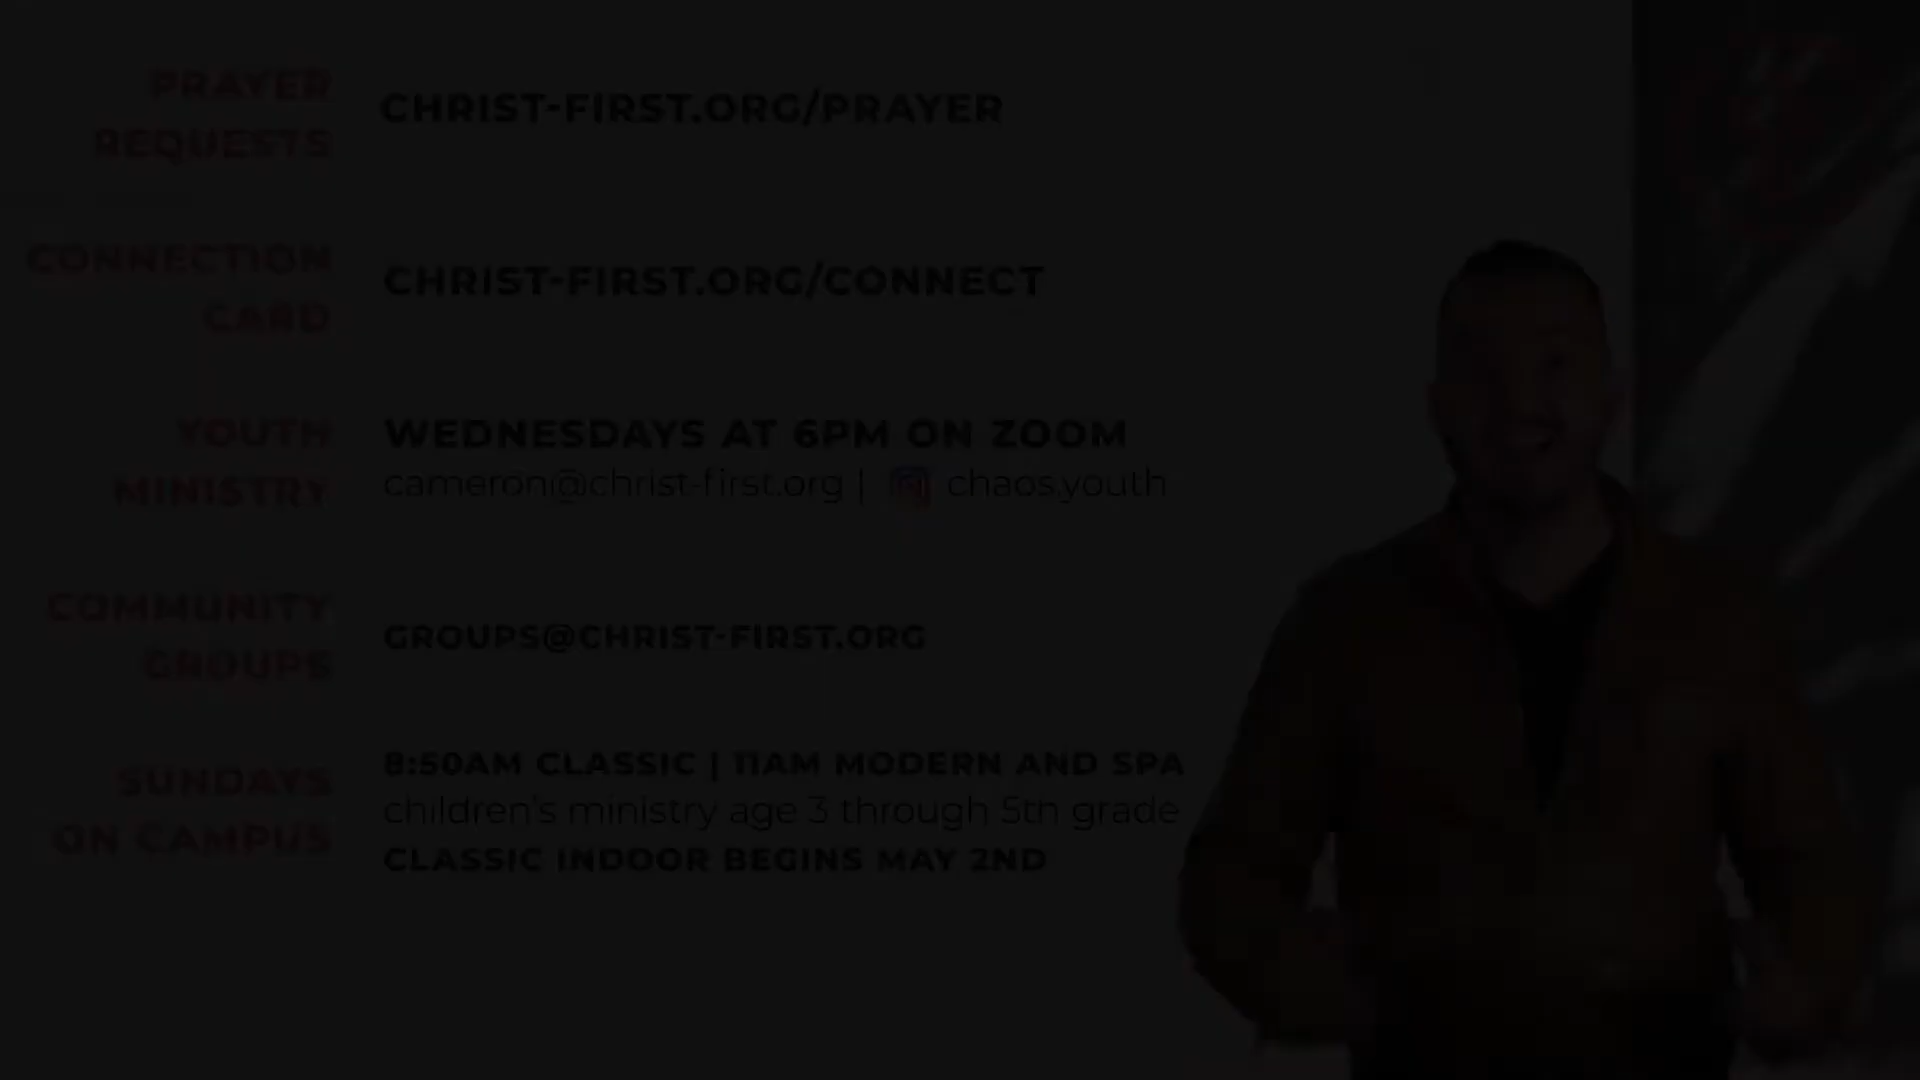 PRAYER
REQUESTS
CHRIST-FIRST.ORG/PRAYER
CONNECTION
CARD
CHRIST-FIRST.ORG/CONNECT
YOUTH
MINISTRY
WEDNESDAYS AT 6PM ON ZOOM
cameron@christ-first.org | chaos.youth
COMMUNITY
GROUPS
GROUPS@CHRIST-FIRST.ORG
SUNDAYS
ON CAMPUS
8:50AM CLASSIC | 11AM MODERN AND SPA
children's ministry age 3 through 5th grade
CLASSIC INDOOR BEGINS MAY 2ND